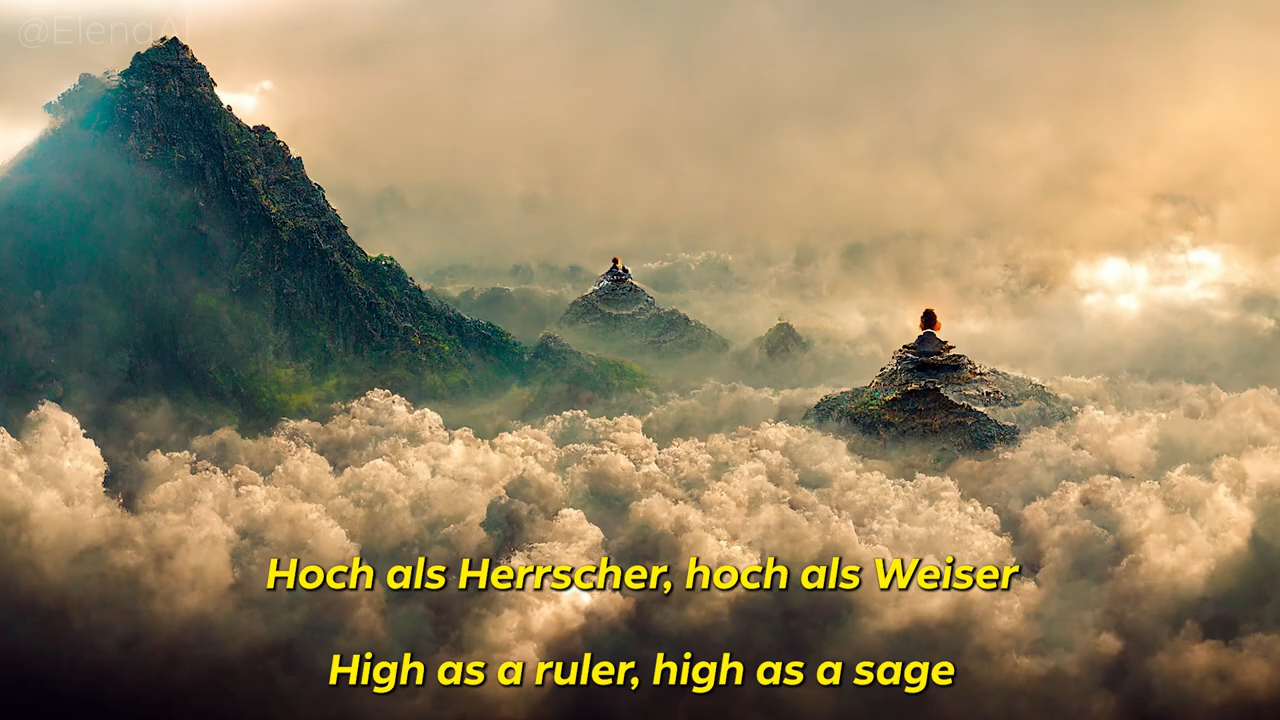 @ElenaAI
Hoch als Herrscher, hoch als Weiser
High as a ruler, high as a sage